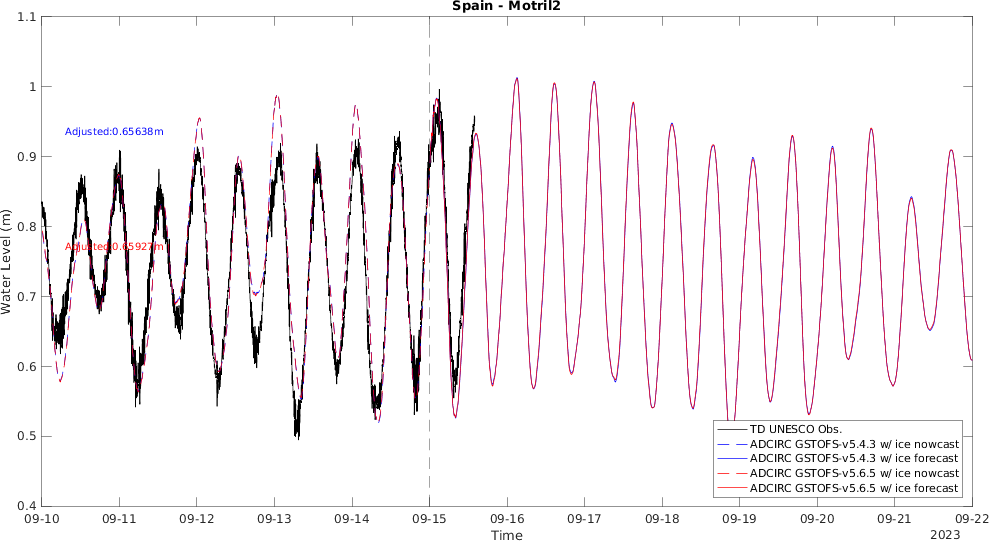 Spain - Motril2
1.1
1
0.9
0.8
0.7
0.6
0.5
0.4
Water Level (m)
Adjusted:0.65638m
Adjusted:0.65927m
TD UNESCO Obs.
ADCIRC GSTOFS-v5.4.3 w/ ice nowcast
ADCIRC GSTOFS-v5.4.3 w/ ice forecast
ADCIRC GSTOFS-v5.6.5 w/ ice nowcast
ADCIRC GSTOFS-v5.6.5 w/ ice forecast
09-10 09-11 09-12 09-13 09-14 09-15 09-16 09-17 09-18 09-19 09-20 09-21 09-22
Time
2023